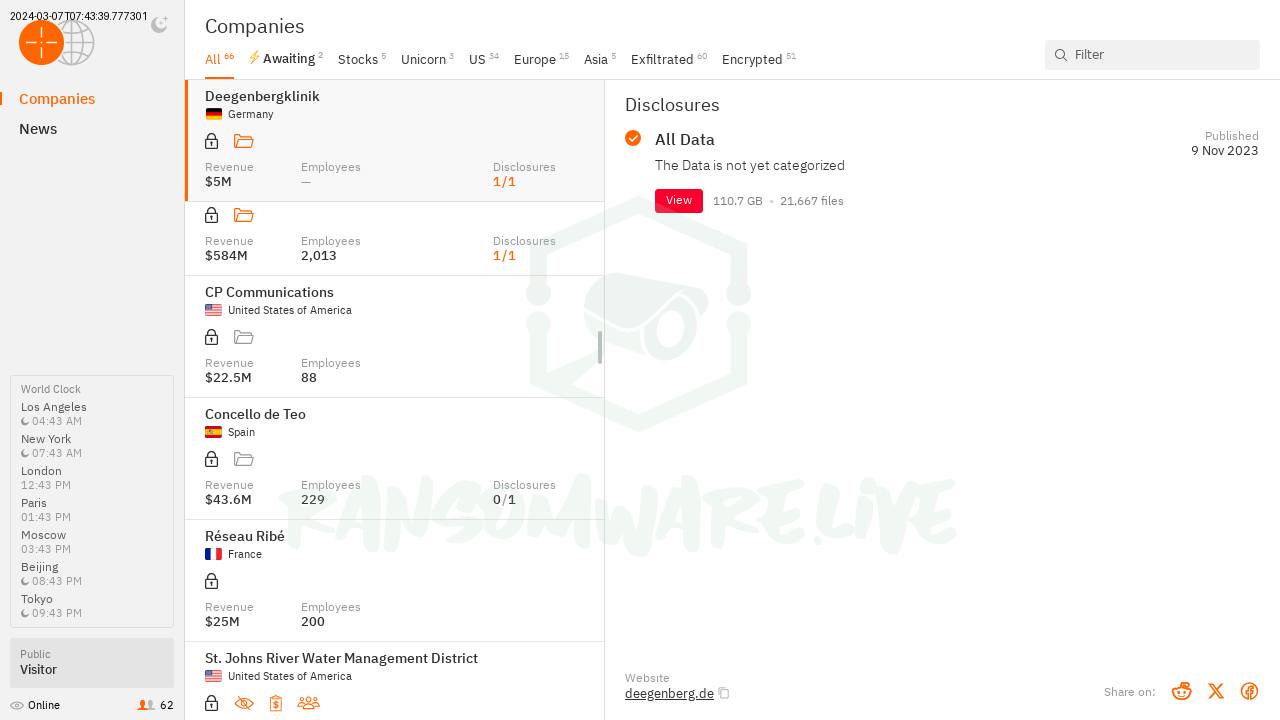 2024-03-07T07:43:39.777301
Companies
News
World Clock
Los Angeles
04:43 AM
New York
07:43 AM
London
12:43 PM
Paris
01:43 PM
Moscow
03:43 PM
Beijing
08:43 PM
Tokyo
09:43 PM
Public
Visitor
Online 62
Companies
All 66 Awaiting 2 Stocks 5 Unicorn 3 US 34 Europe 15 Asia 5 Exfiltrated 60 Encrypted 51
Filter
Deegenbergklinik
Germany
Revenue Employees Disclosures
$5M — 1/1
Revenue Employees Disclosures
$584M 2,013 1/1
CP Communications
United States of America
Revenue Employees
$22.5M 88
Concello de Teo
Spain
Revenue Employees Disclosures
$43.6M 229 0/1
Réseau Ribé
France
Revenue Employees
$25M 200
St. Johns River Water Management District
United States of America
Disclosures
All Data
The Data is not yet categorized
Published
9 Nov 2023
View 110.7 GB • 21,667 files
RANSOMWARE.LIVE
Website
deegenberg.de
Share on: